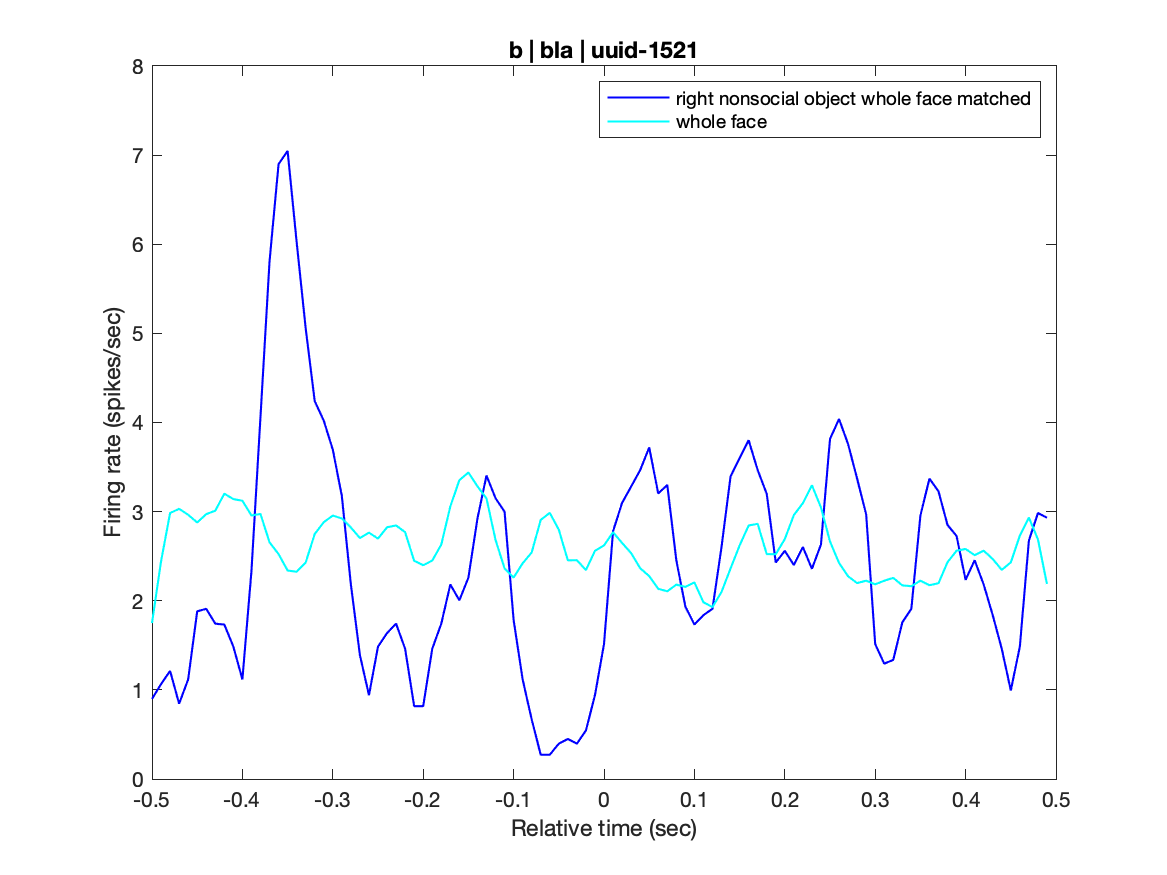 b | bla | uuid-1521
8
7
6
5
4
3
2
1
0
Firing rate (spikes/sec)
right nonsocial object whole face matched
whole face
-0.5 -0.4 -0.3 -0.2 -0.1 0 0.1 0.2 0.3 0.4 0.5
Relative time (sec)